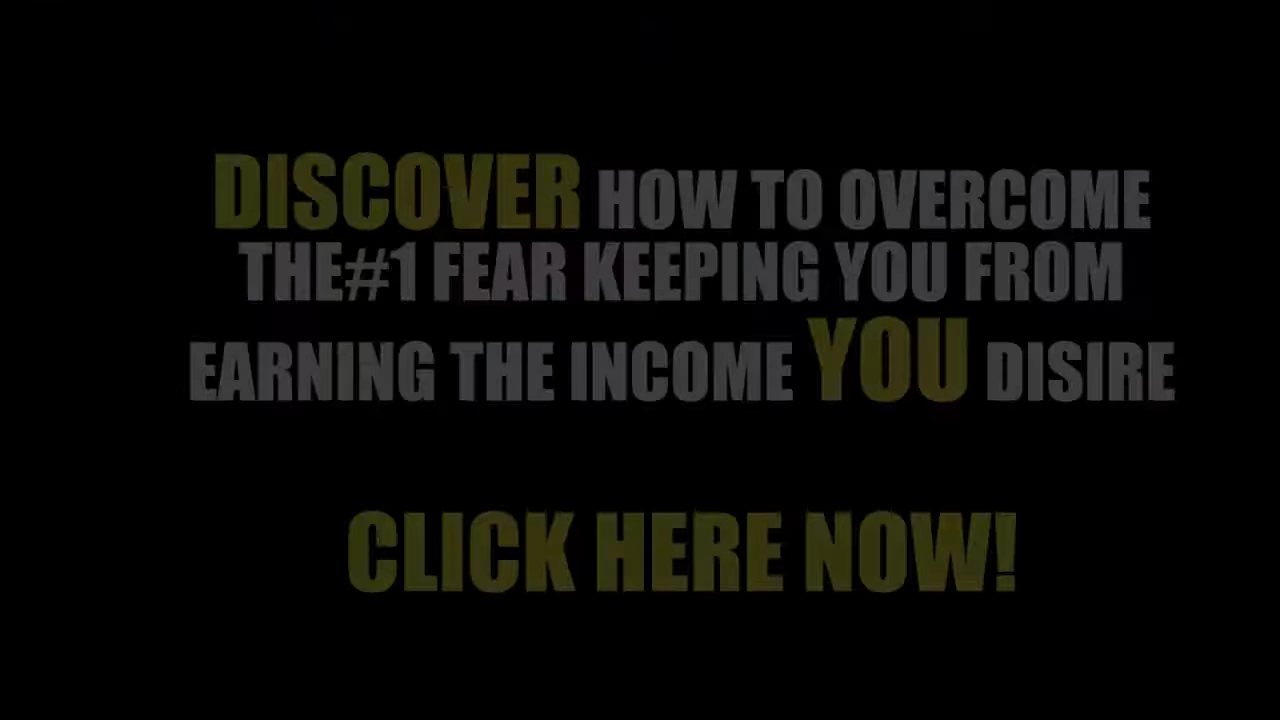 DISCOVER HOW TO OVERCOME
THE#1 FEAR KEEPING YOU FROM
EARNING THE INCOME YOU DISIRE
CLICK HERE NOW!